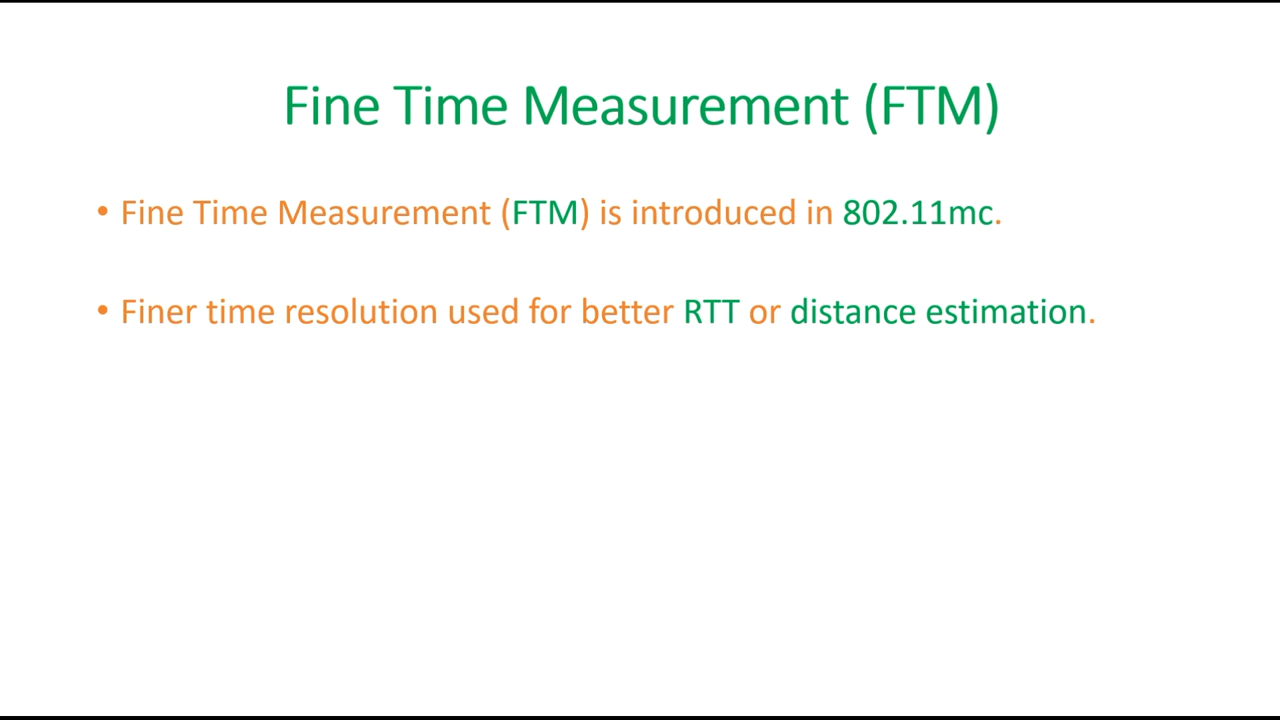 Fine Time Measurement (FTM)
• Fine Time Measurement (FTM) is introduced in 802.11mc.
• Finer time resolution used for better RTT or distance estimation.